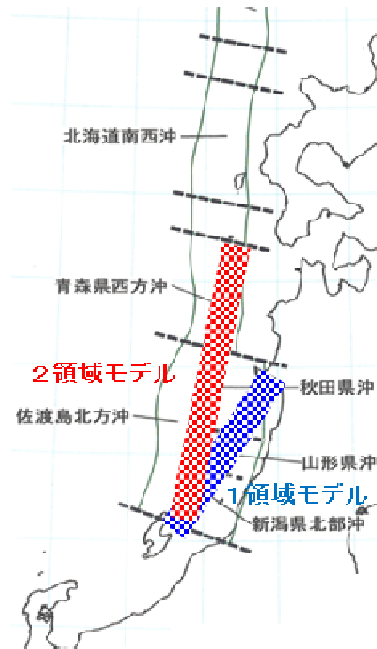 北海道南西沖
青森県西方沖
２領域モデル
秋田県沖
佐渡島北方沖
山形県沖
１領域モデル
新潟県北部沖